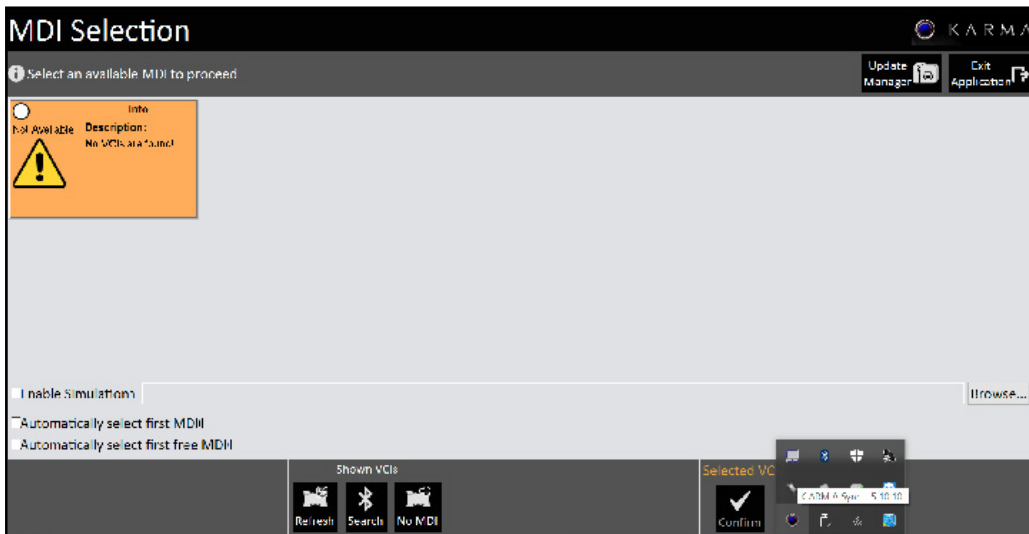 MDI Selection
KARMA
Select an available MDI to proceed
Update Manager
Exit Application
Info
Not Available
Description:
No VCIs are found!
Enable Simulation
Browse...
Automatically select first MDI
Automatically select first free MDI
Shown VCIs
Selected VC
Refresh
Search
No MDI
Confirm